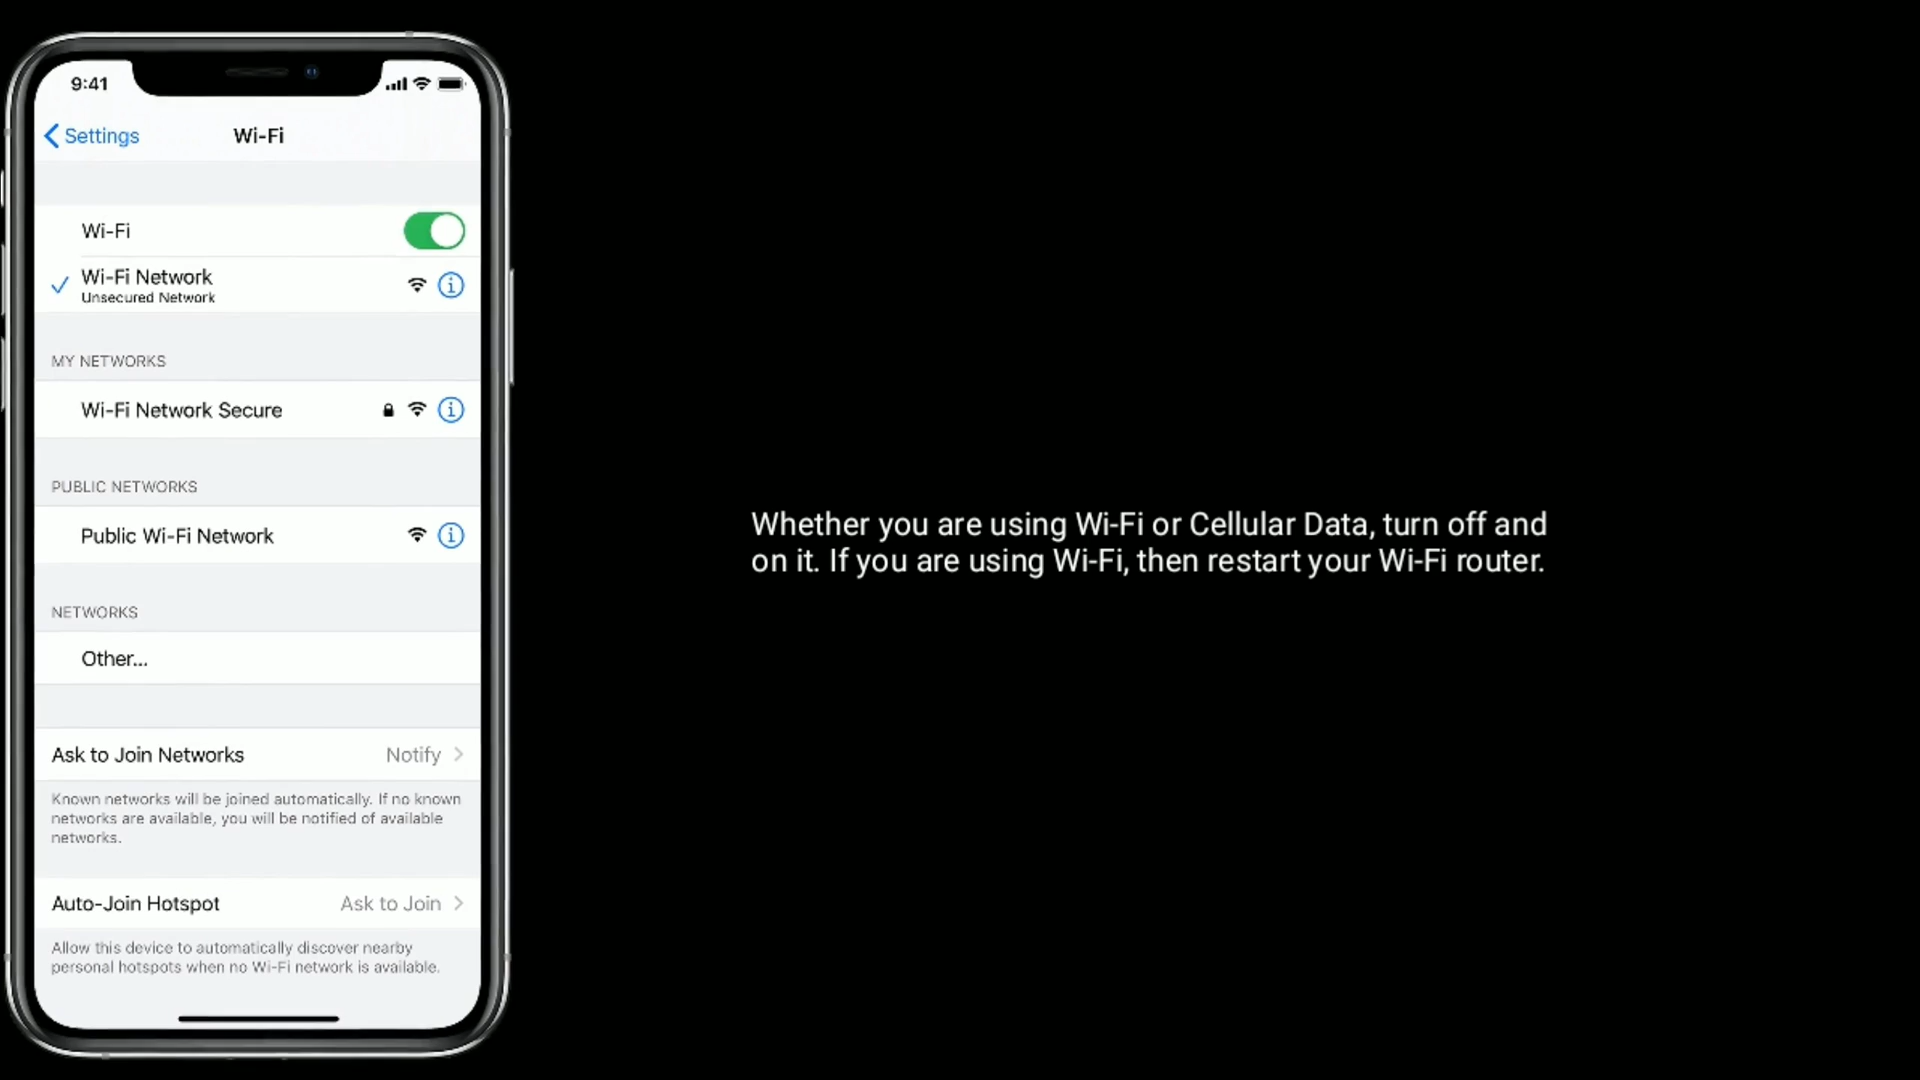 9:41
Settings
Wi-Fi
Wi-Fi
Wi-Fi Network
Unsecured Network
MY NETWORKS
Wi-Fi Network Secure
PUBLIC NETWORKS
Public Wi-Fi Network
NETWORKS
Other...
Ask to Join Networks Notify
Known networks will be joined automatically. If no known
networks are available, you will be notified of available
networks.
Auto-Join Hotspot Ask to Join
Allow this device to automatically discover nearby
personal hotspots when no Wi-Fi network is available.
Whether you are using Wi-Fi or Cellular Data, turn off and
on it. If you are using Wi-Fi, then restart your Wi-Fi router.